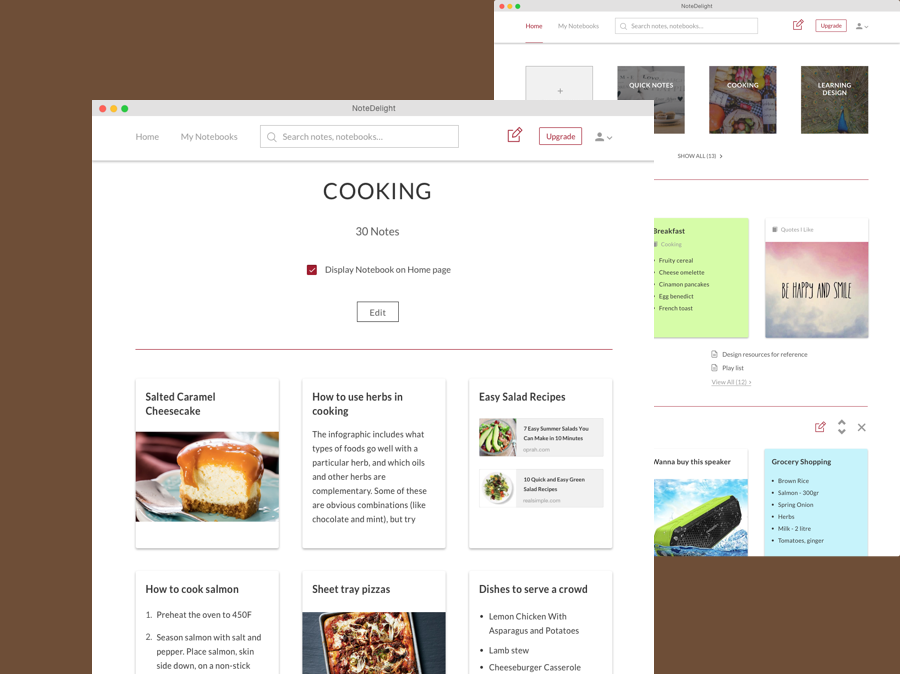 NoteDelight
Home
My Notebooks
Search notes, notebooks...
Upgrade
+
QUICK NOTES
COOKING
LEARNING
DESIGN
SHOW ALL (13)
Breakfast
Cooking
Fruity cereal
Cheese omelette
Cinamon pancakes
Egg benedict
French toast
Quotes I Like
BE HAPPY AND SMILE
Design resources for reference
Play list
View All (12)
Wanna buy this speaker
Grocery Shopping
Brown Rice
Salmon - 300gr
Spring Onion
Herbs
Milk - 2 litre
Tomatoes, ginger
NoteDelight
Home
My Notebooks
Search notes, notebooks...
Upgrade
COOKING
30 Notes
Display Notebook on Home page
Edit
Salted Caramel
Cheesecake
How to use herbs in
cooking
The infographic includes what
types of foods go well with a
particular herb, and which oils
and other herbs are
complementary. Some of these
are obvious combinations (like
chocolate and mint), but try
Easy Salad Recipes
7 Easy Summer Salads You
Can Make in 10 Minutes
oprah.com
10 Quick and Easy Green
Salad Recipes
realsimple.com
How to cook salmon
1. Preheat the oven to 450F
2. Season salmon with salt and
pepper. Place salmon, skin
side down, on a non-stick
Sheet tray pizzas
Dishes to serve a crowd
Lemon Chicken With
Asparagus and Potatoes
Lamb stew
Cheeseburger Casserole